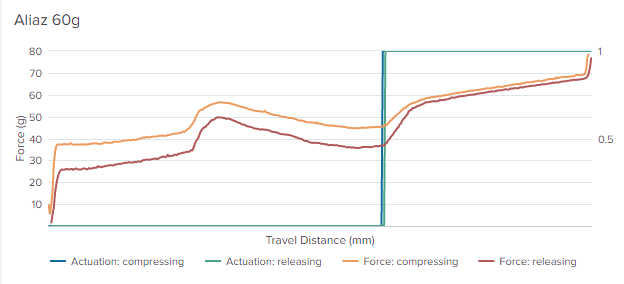 Aliaz 60g
80
70
60
50
40
30
20
10
Force (g)
1
0.5
Travel Distance (mm)
Actuation: compressing Actuation: releasing Force: compressing Force: releasing